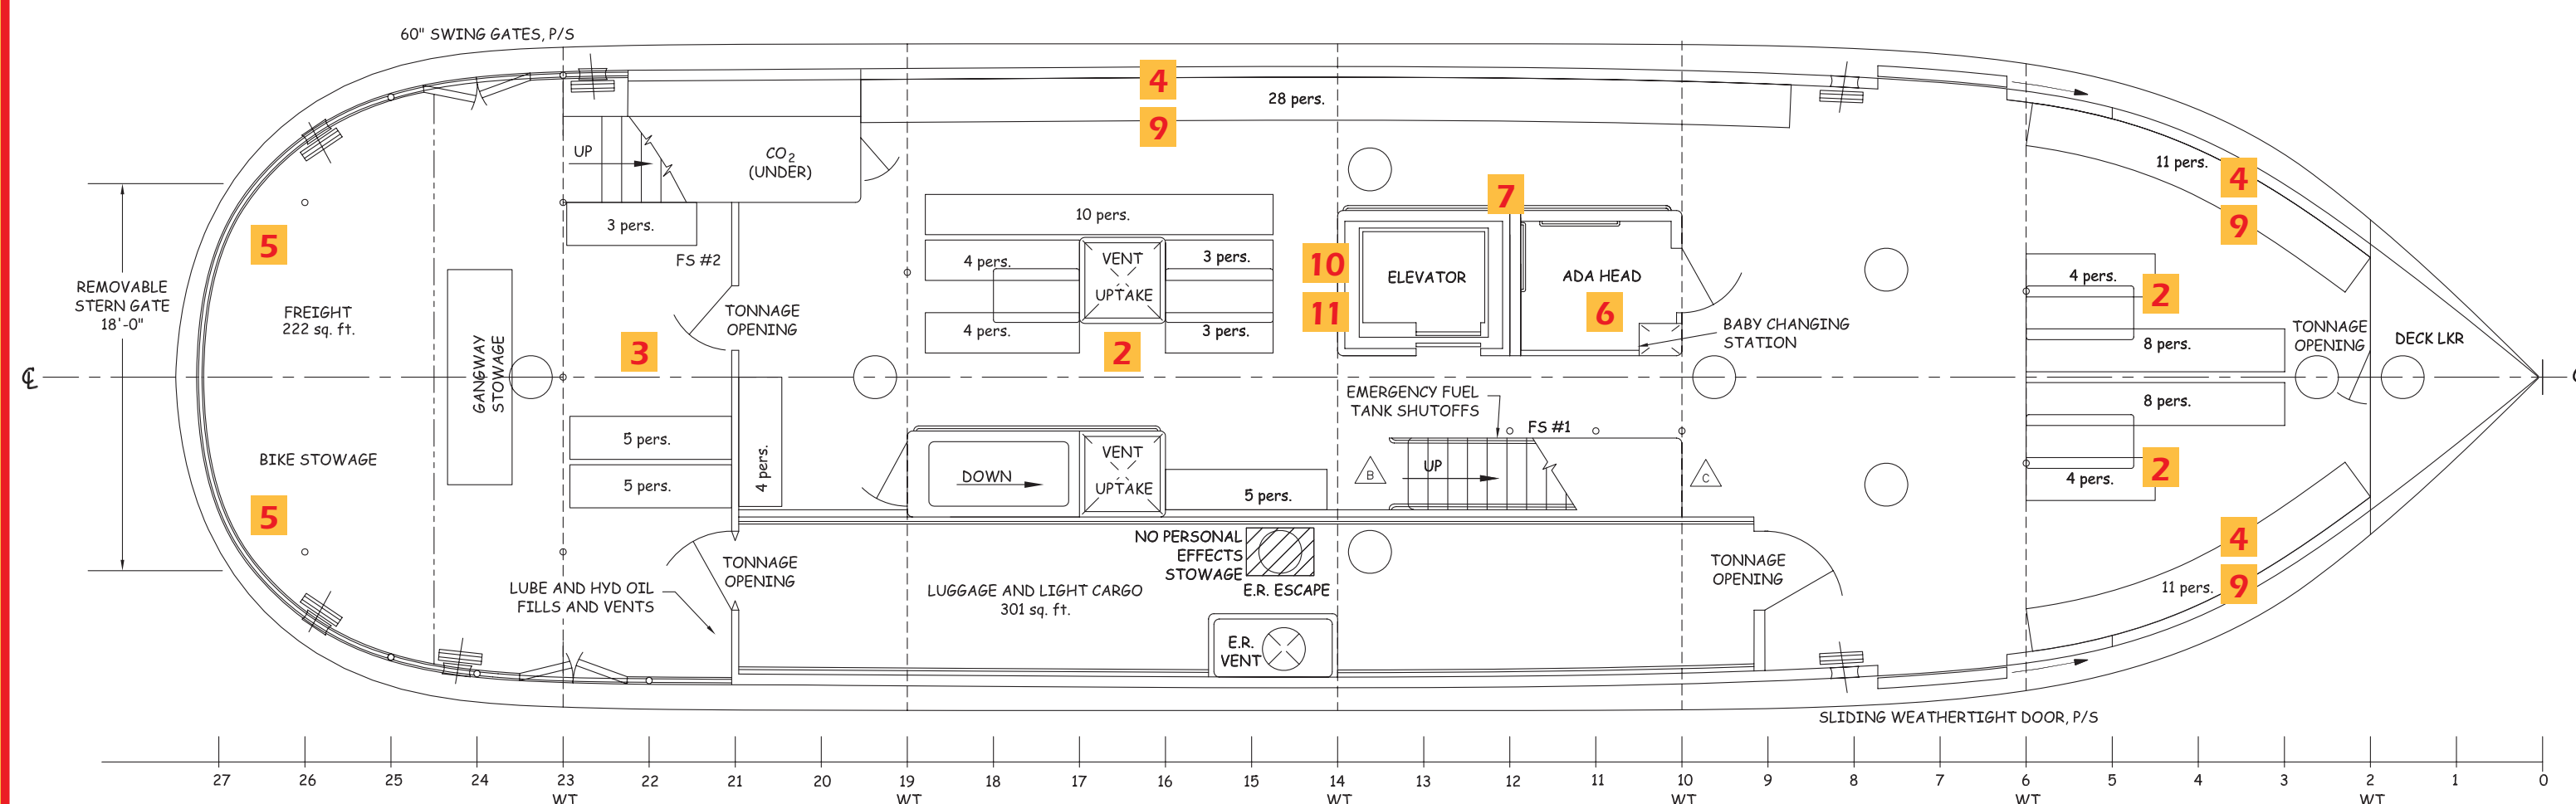 60" SWING GATES, P/S
4
28 pers.
9
UP
CO2
(UNDER)
11 pers.
4
9
7
3 pers.
10 pers.
5
FS #2
4 pers.
VENT
UPTAKE
3 pers.
10
11
ELEVATOR
ADA HEAD
6
4 pers.
2
REMOVABLE
STERN GATE
18'-0"
FREIGHT
222 sq. ft.
GANGWAY
STOWAGE
3
TONNAGE
OPENING
4 pers.
3 pers.
2
BABY CHANGING
STATION
8 pers.
TONNAGE
OPENING
DECK LKR
℄
EMERGENCY FUEL
TANK SHUTOFFS
8 pers.
BIKE STOWAGE
5 pers.
5 pers.
4 pers.
DOWN
VENT
UPTAKE
5 pers.
B
UP
FS #1
C
4 pers.
2
5
NO PERSONAL
EFFECTS
STOWAGE
E.R. ESCAPE
TONNAGE
OPENING
TONNAGE
OPENING
4
9
11 pers.
LUBE AND HYD OIL
FILLS AND VENTS
LUGGAGE AND LIGHT CARGO
301 sq. ft.
E.R.
VENT
SLIDING WEATHERTIGHT DOOR, P/S
27 26 25 24 23 22 21 20 19 18 17 16 15 14 13 12 11 10 9 8 7 6 5 4 3 2 1 0
WT WT WT WT WT WT